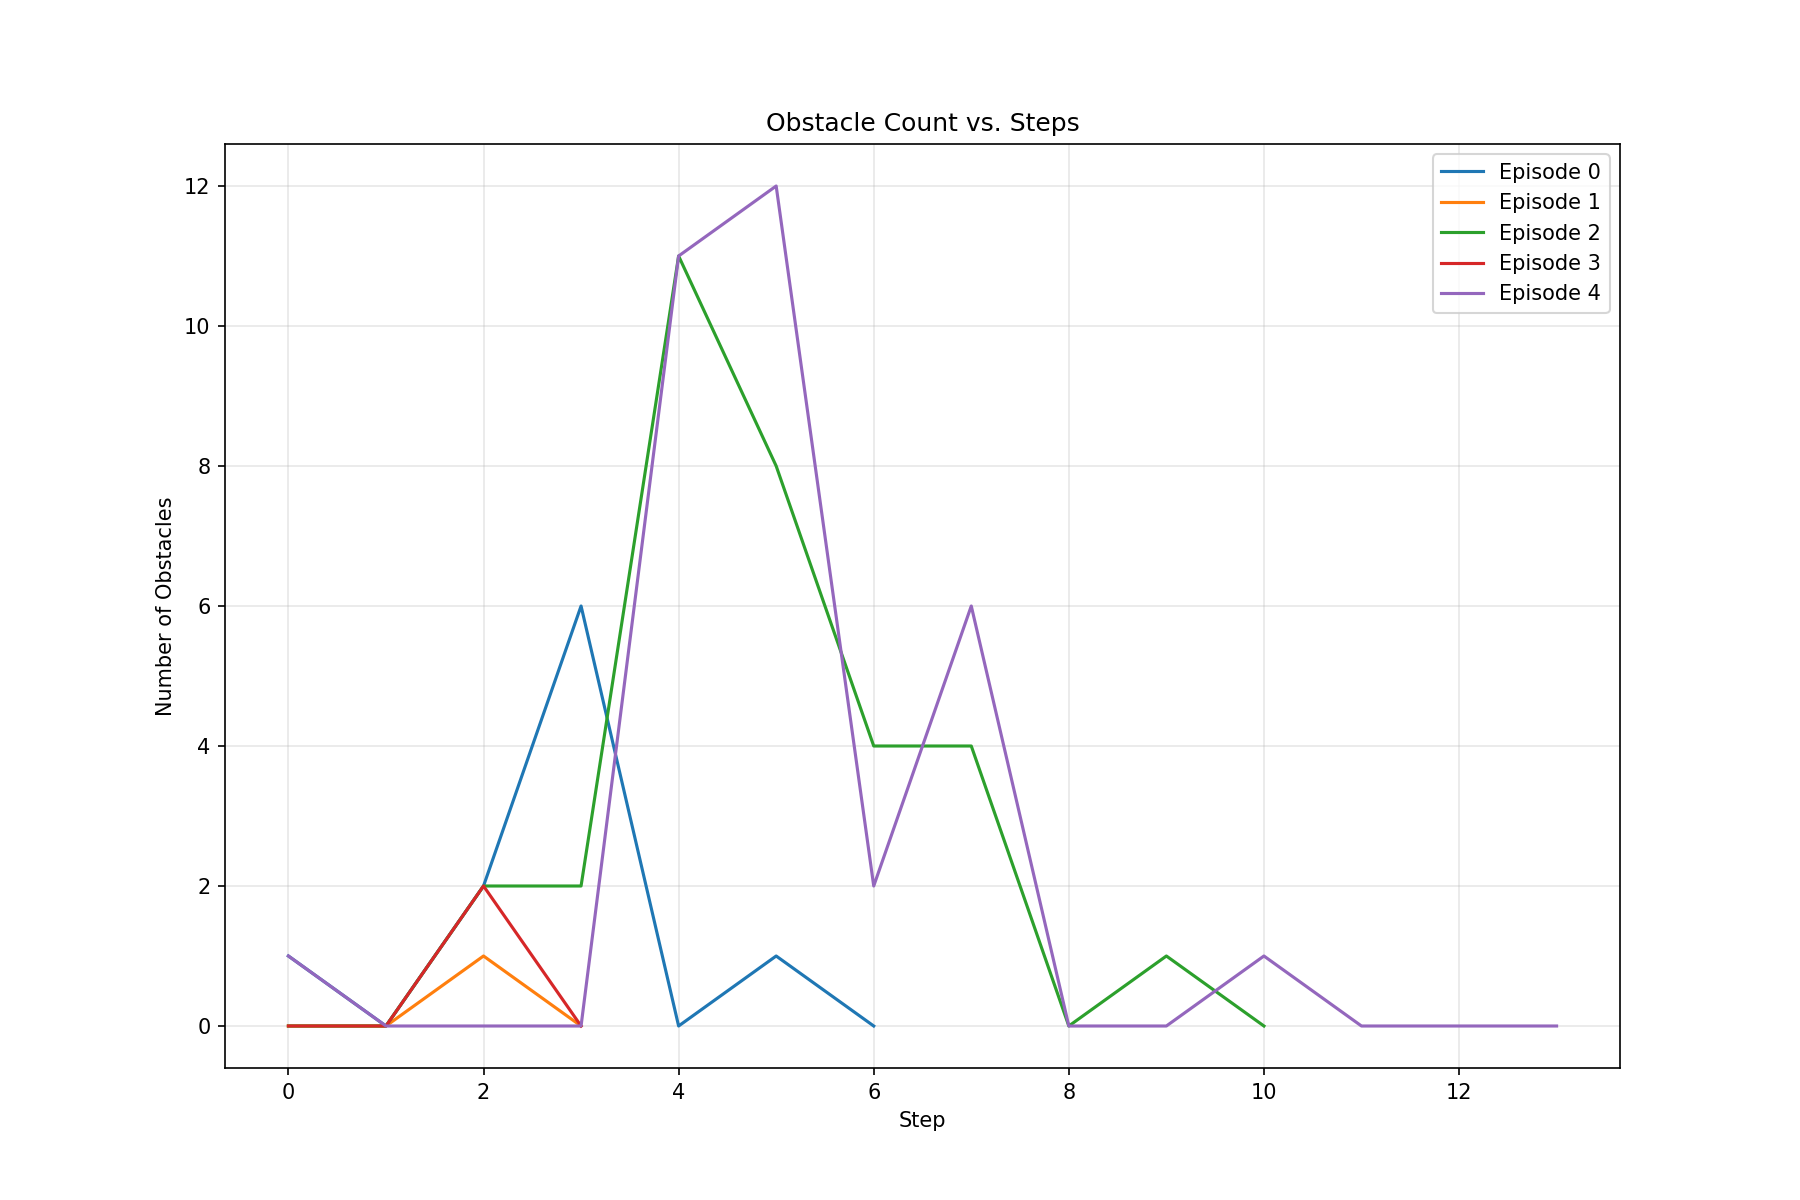 Obstacle Count vs. Steps
Episode 0
Episode 1
Episode 2
Episode 3
Episode 4
12
10
8
6
4
2
0
Number of Obstacles
0 2 4 6 8 10 12
Step